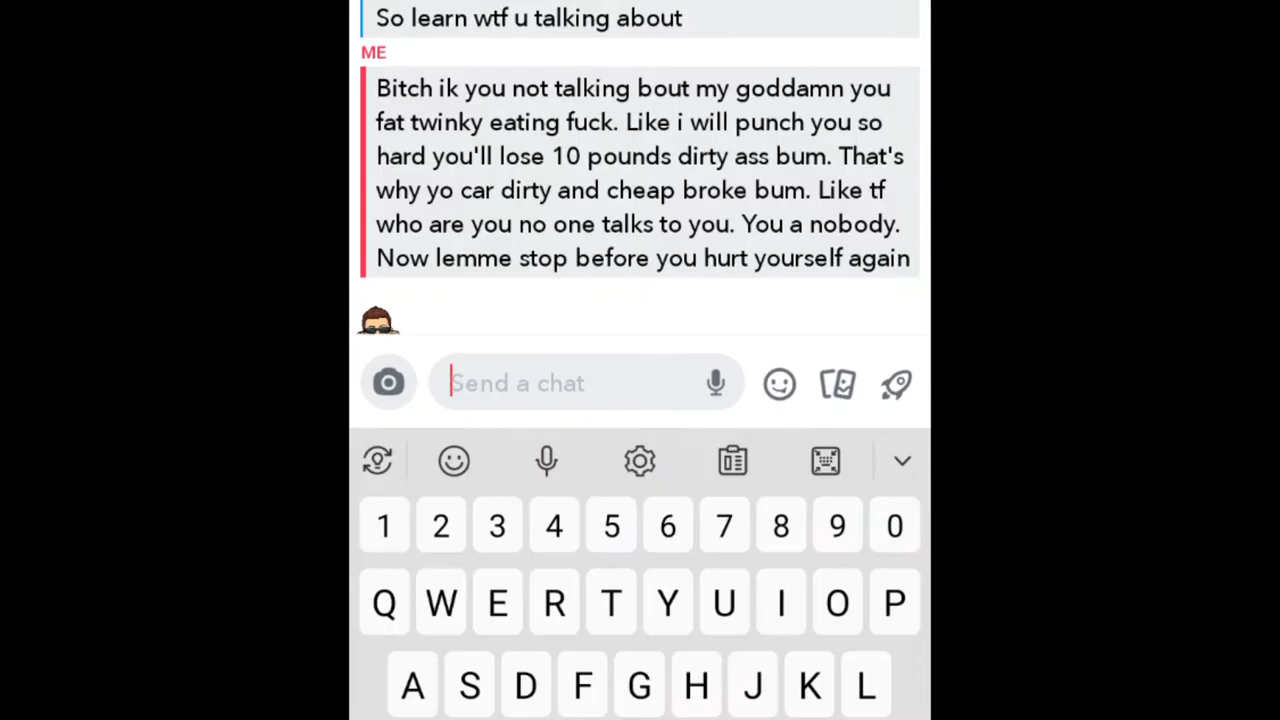 So learn wtf u talking about
ME
Bitch ik you not talking bout my goddamn you
fat twinky eating fuck. Like i will punch you so
hard you'll lose 10 pounds dirty ass bum. That's
why yo car dirty and cheap broke bum. Like tf
who are you no one talks to you. You a nobody.
Now lemme stop before you hurt yourself again
Send a chat
1 2 3 4 5 6 7 8 9 0
Q W E R T Y U I O P
A S D F G H J K L